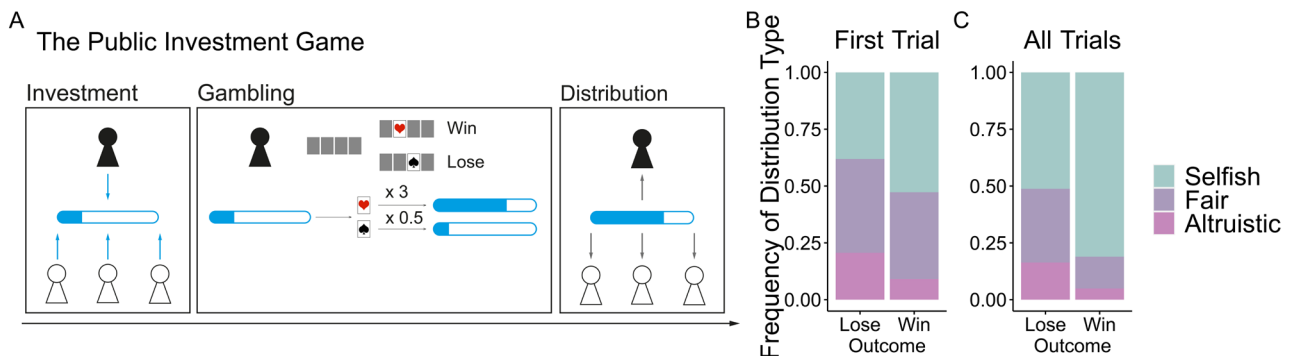 A
The Public Investment Game
Investment
Gambling
Distribution
Win
Lose
x 3
x 0.5
B
Frequency of Distribution Type
First Trial
1.00
0.75
0.50
0.25
0.00
Lose Win
Outcome
C
All Trials
1.00
0.75
0.50
0.25
0.00
Lose Win
Outcome
Selfish
Fair
Altruistic